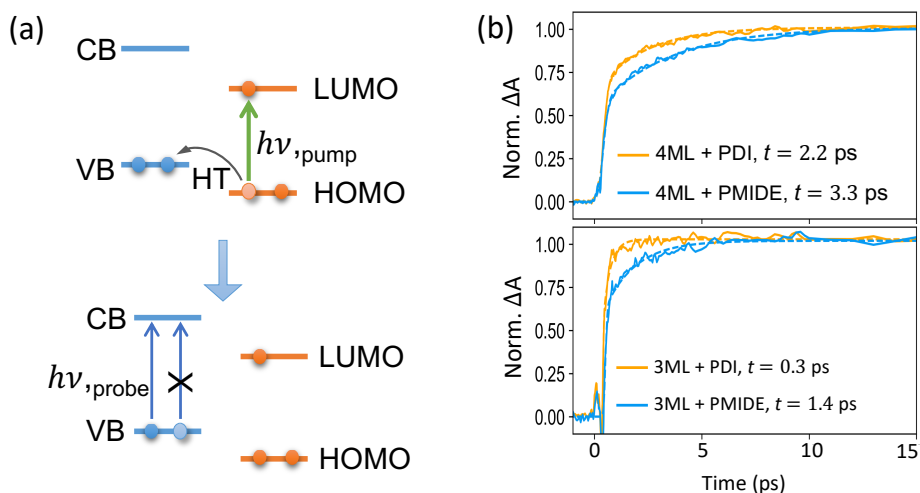 (a)
CB
LUMO
hν,pump
VB
HT
HOMO
CB
LUMO
hν,probe
VB
HOMO
(b)
Norm. ΔA
1.00
0.75
0.50
1.25
0.00
4ML + PDI, t = 2.2 ps
4ML + PMIDE, t = 3.3 ps
Norm. ΔA
1.00
0.75
0.50
1.25
0.00
3ML + PDI, t = 0.3 ps
3ML + PMIDE, t = 1.4 ps
0 5 10 15
Time (ps)